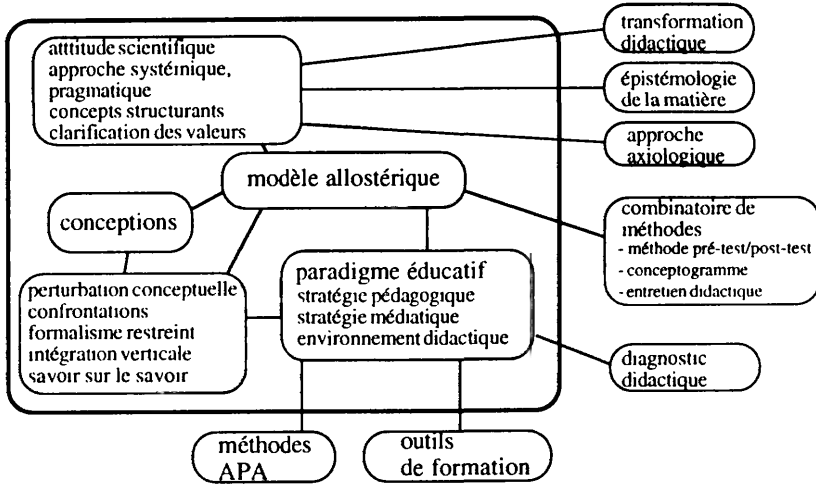 atttitude scientifique
approche systémique,
pragmatique
concepts structurants
clarification des valeurs
transformation
didactique
épistémologie
de la matière
approche
axiologique
modèle allostérique
conceptions
combinatoire de
méthodes
- méthode pré-test/post-test
- conceptogramme
- entretien didactique
perturbation conceptuelle
confrontations
formalisme restreint
intégration verticale
savoir sur le savoir
paradigme éducatif
stratégie pédagogique
stratégie médiatique
environnement didactique
diagnostic
didactique
méthodes
APA
outils
de formation